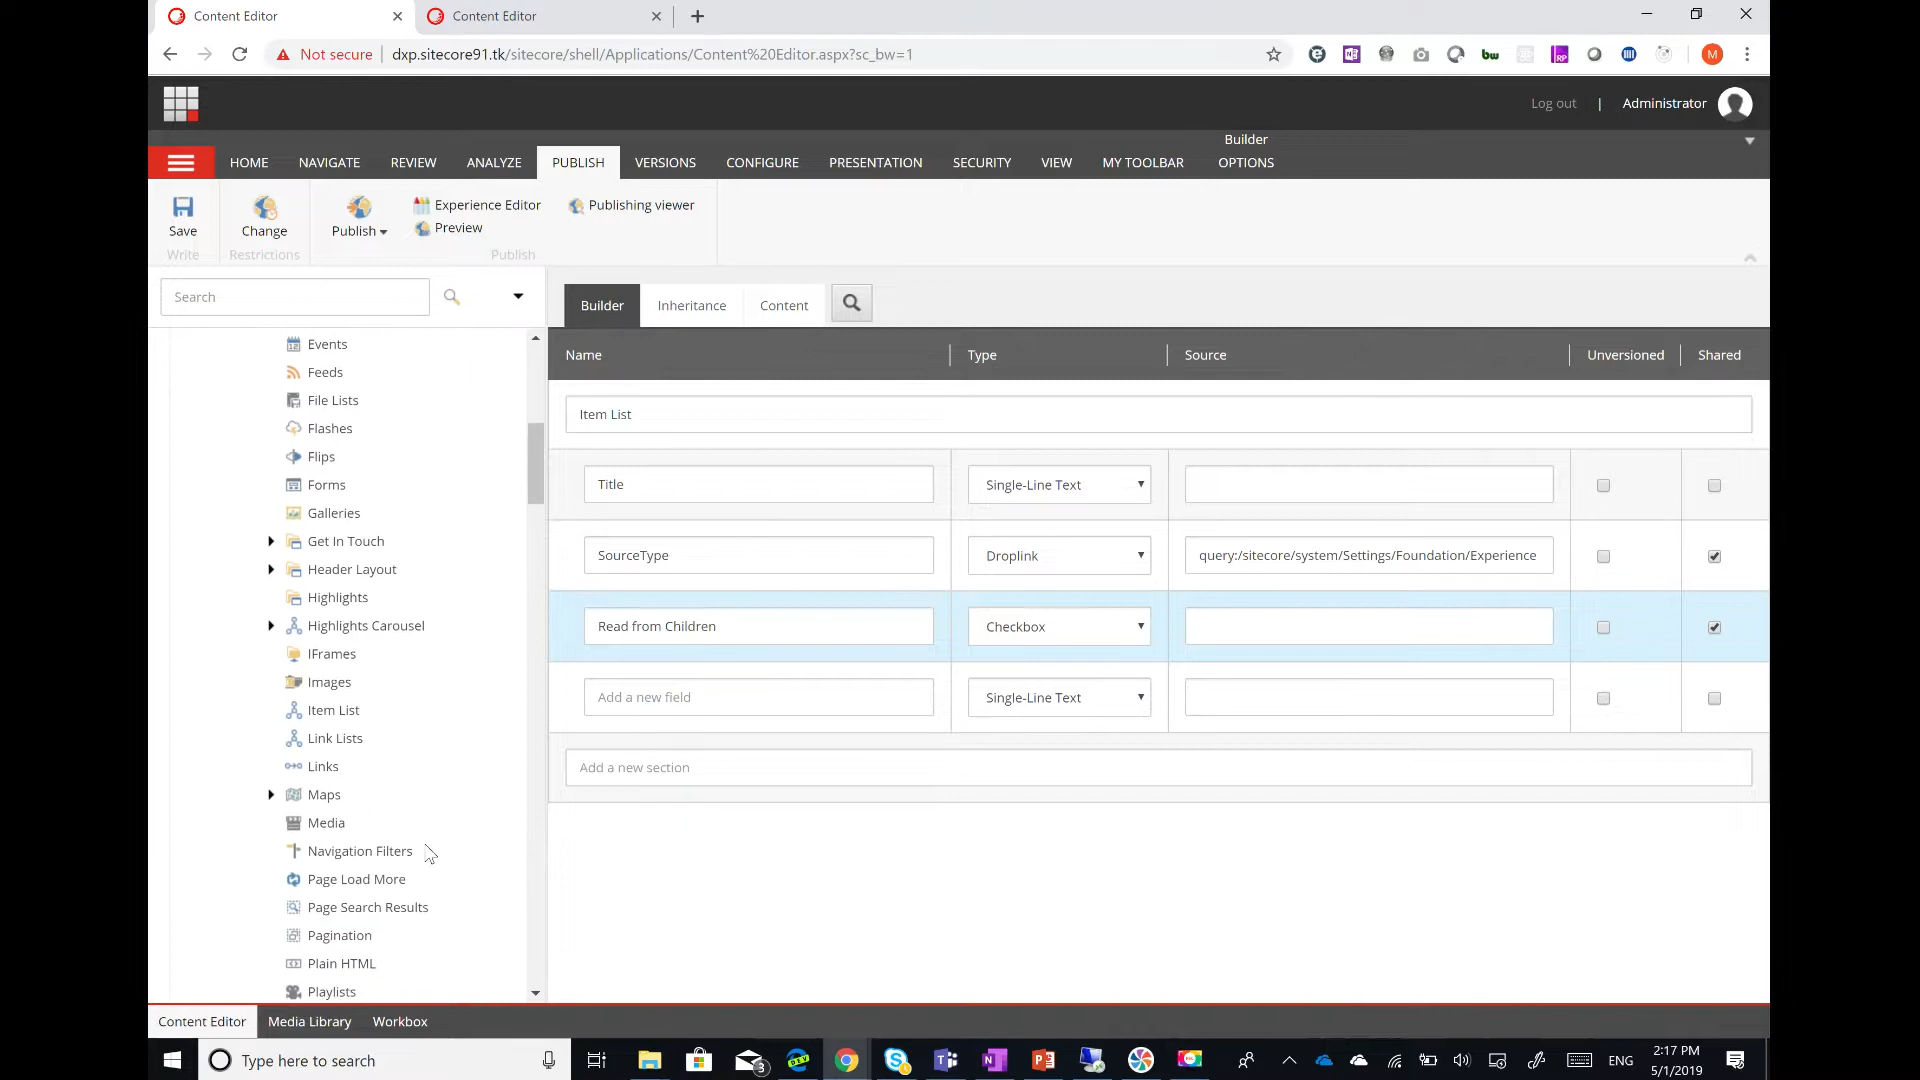 Content Editor
Content Editor
Not secure
dxp.sitecore91.tk/sitecore/shell/Applications/Content%20Editor.aspx?sc_bw=1
M
Log out | Administrator
Builder
HOME NAVIGATE REVIEW ANALYZE PUBLISH VERSIONS CONFIGURE PRESENTATION SECURITY VIEW MY TOOLBAR OPTIONS
Save
Write
Change
Restrictions
Publish
Experience Editor
Preview
Publishing viewer
Publish
Search
Events
Feeds
File Lists
Flashes
Flips
Forms
Galleries
Get In Touch
Header Layout
Highlights
Highlights Carousel
IFrames
Images
Item List
Link Lists
Links
Maps
Media
Navigation Filters
Page Load More
Page Search Results
Pagination
Plain HTML
Playlists
Builder Inheritance Content
Name Type Source Unversioned Shared
Item List
Title Single-Line Text
SourceType Droplink query:/sitecore/system/Settings/Foundation/Experience
Read from Children Checkbox
Add a new field Single-Line Text
Add a new section
Content Editor Media Library Workbox
Type here to search
3
DEV
ENG
2:17 PM
5/1/2019